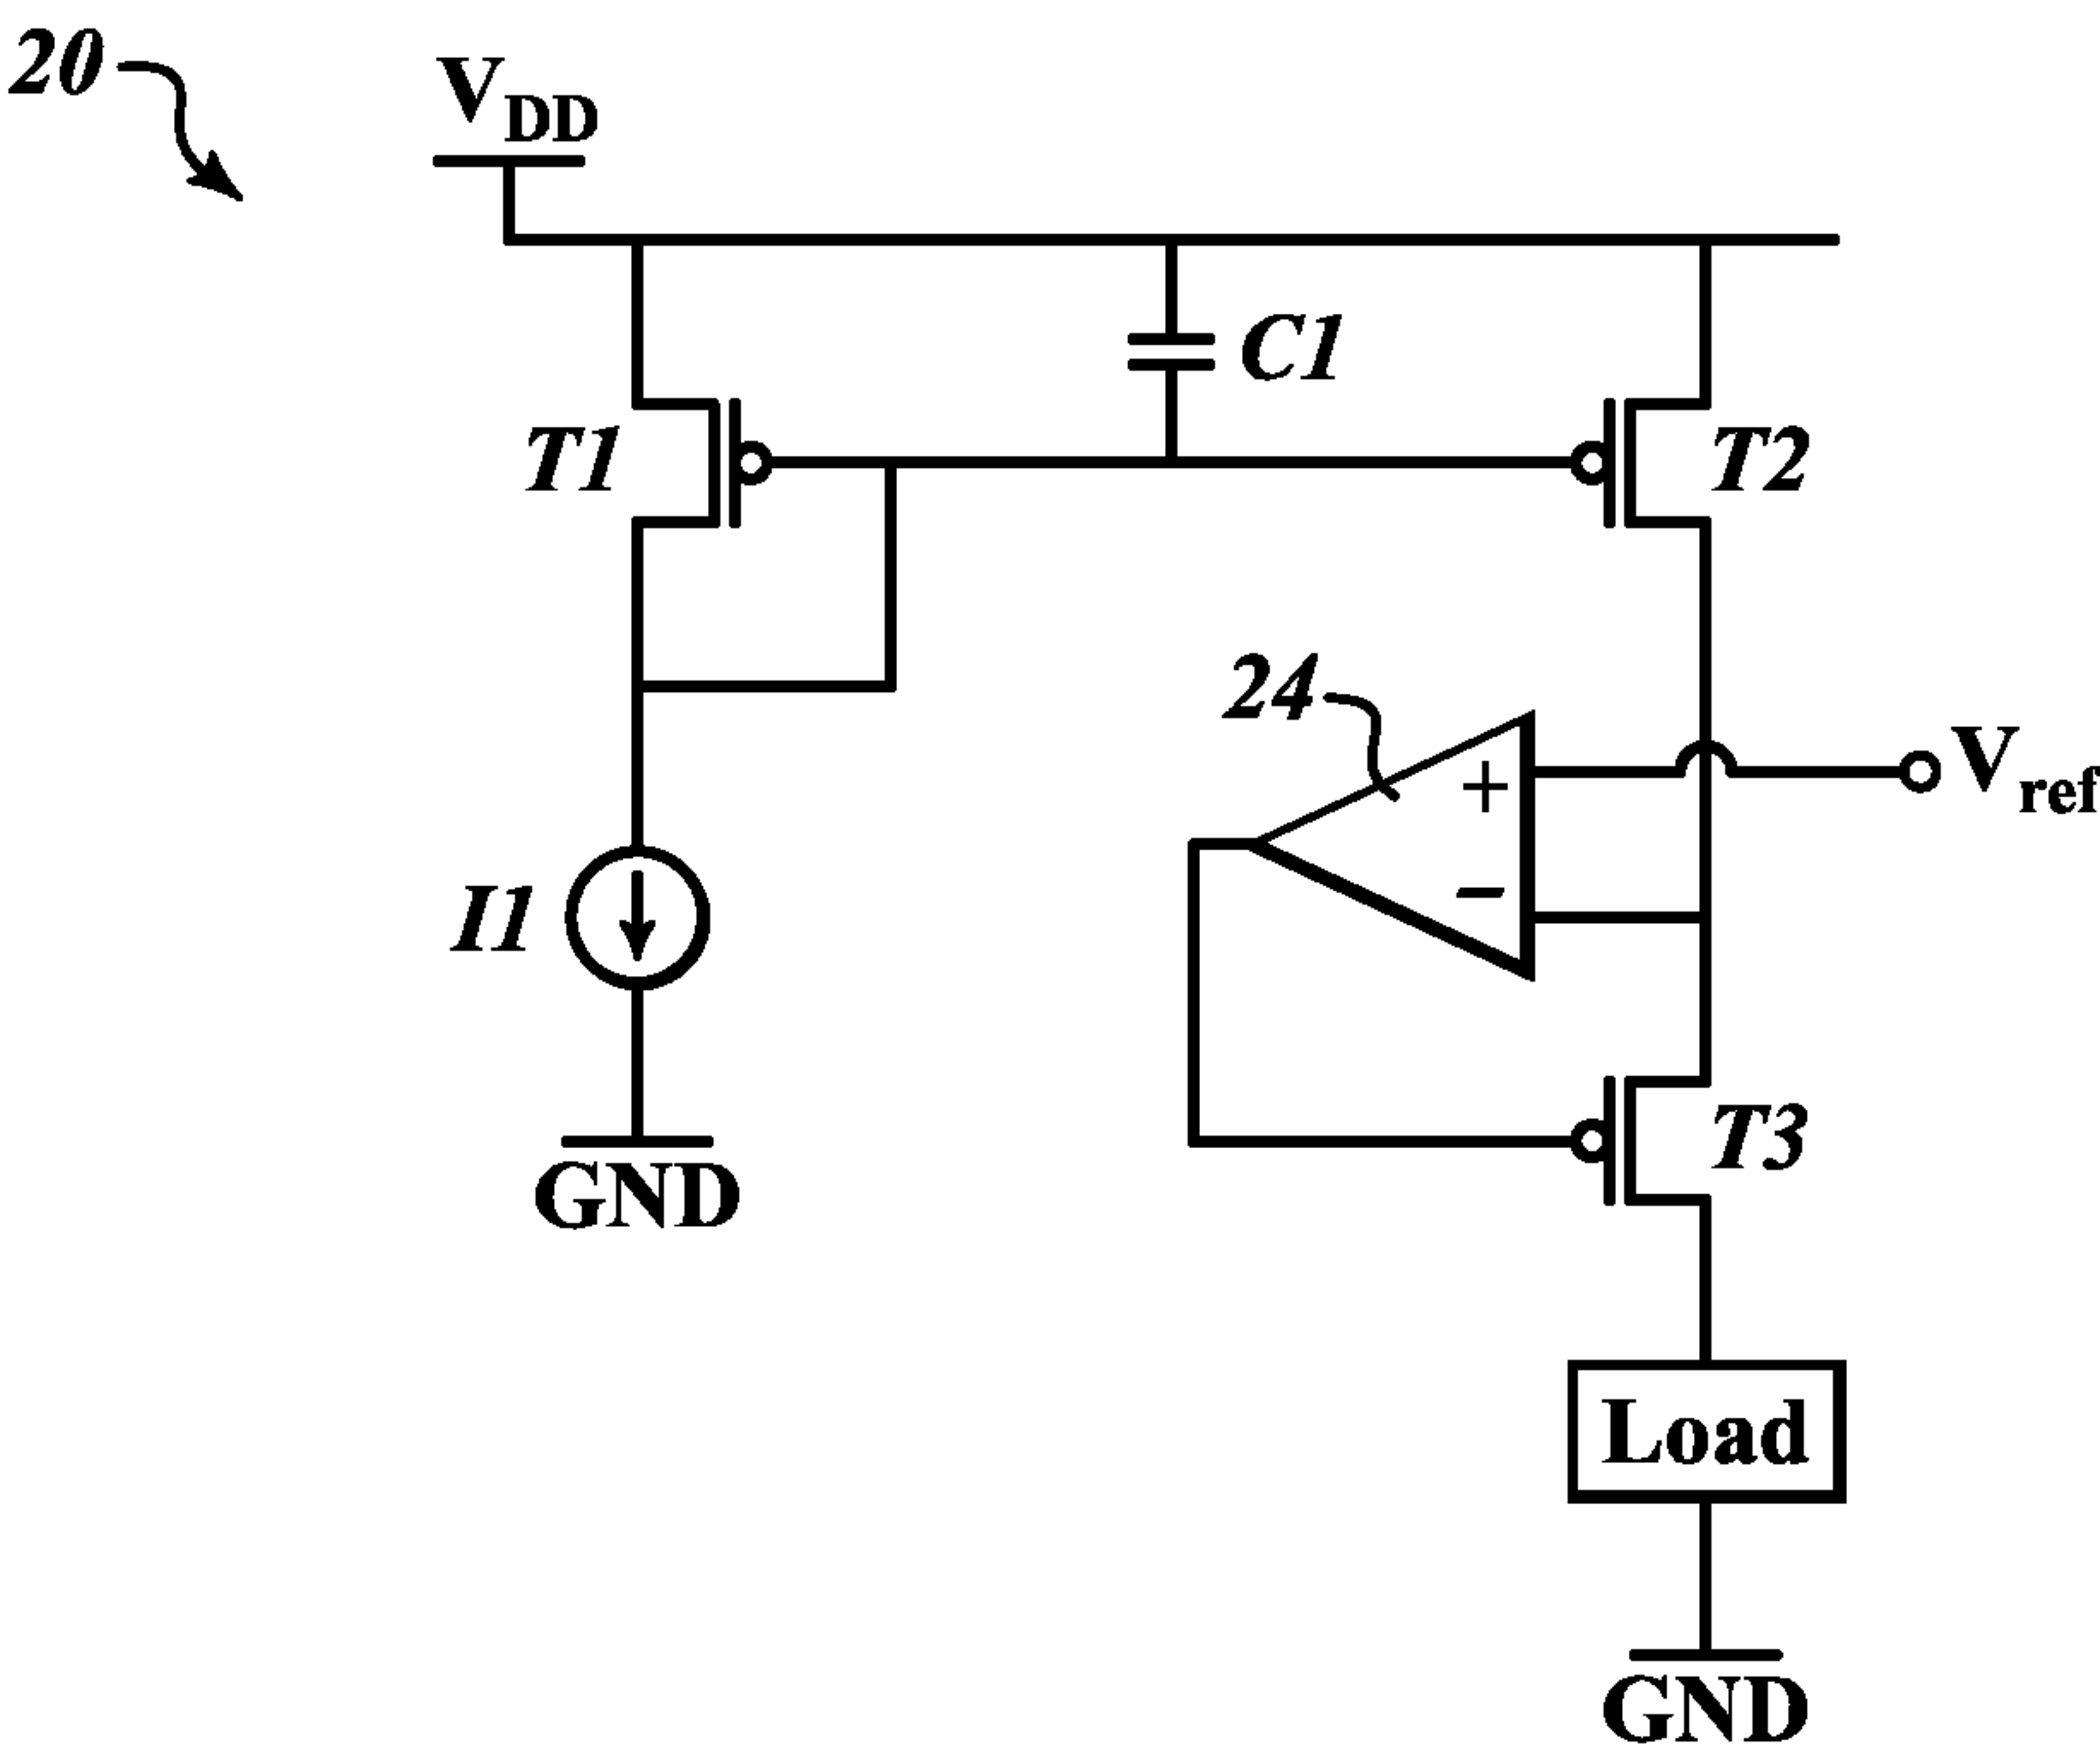 20
VDD
C1
T1
T2
24
+
Vref
−
I1
T3
GND
Load
GND